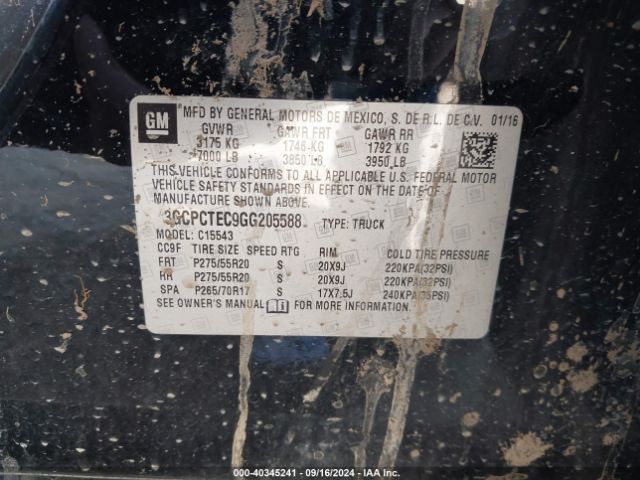 GM
MFD BY GENERAL MOTORS DE MEXICO, S. DE R.L. DE C.V. 01/16
GVWR GAWR FRT GAWR RR
3175 KG 1746 KG 1792 KG
7000 LB 3850 LB 3950 LB
THIS VEHICLE CONFORMS TO ALL APPLICABLE U.S. FEDERAL MOTOR
VEHICLE SAFETY STANDARDS IN EFFECT ON THE DATE OF
MANUFACTURE SHOWN ABOVE.
3GCPCTEC9GG205588 TYPE: TRUCK
MODEL: C15543
CC9F TIRE SIZE SPEED RTG RIM COLD TIRE PRESSURE
FRT P275/55R20 S 20X9J 220KPA(32PSI)
RR P275/55R20 S 20X9J 220KPA(32PSI)
SPA P265/70R17 S 17X7.5J 240KPA(35PSI)
SEE OWNER'S MANUAL FOR MORE INFORMATION
000-40345241 - 09/16/2024 - IAA Inc.